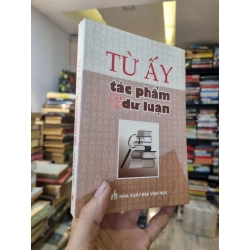 TỪ ẤY
tác phẩm
dư luận
NHÀ XUẤT BẢN VĂN HỌC